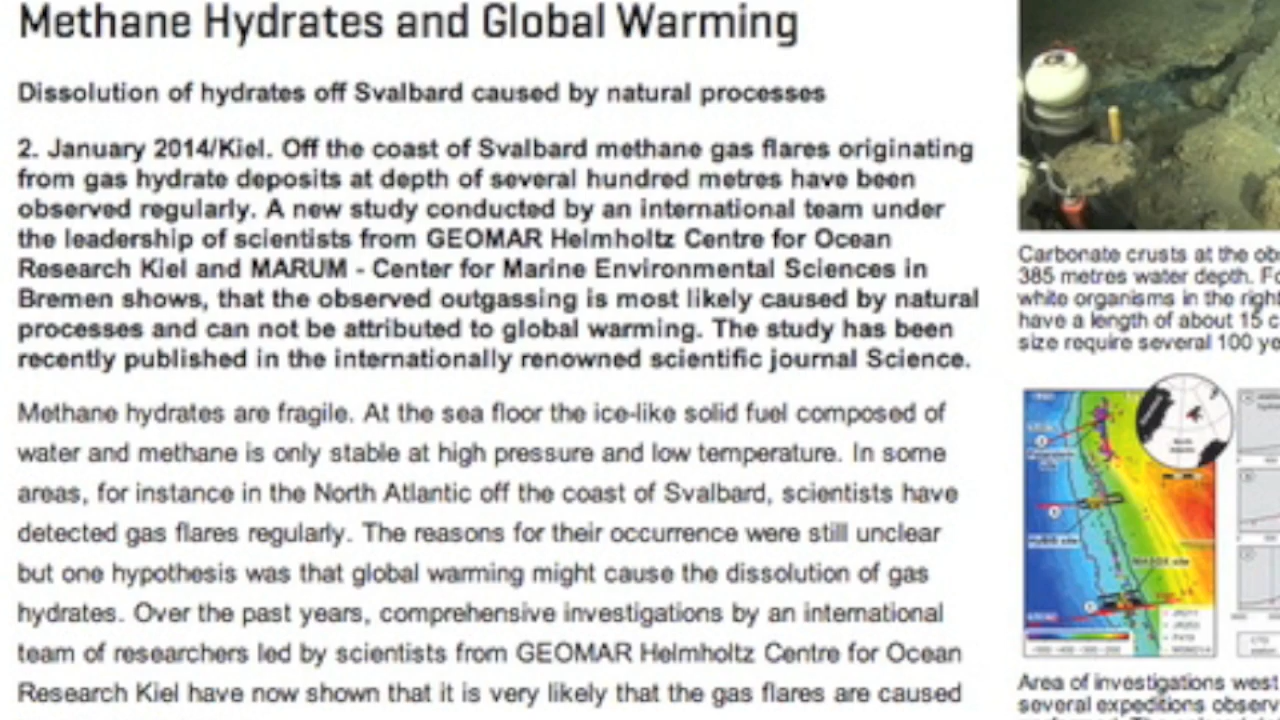 Methane Hydrates and Global Warming
Dissolution of hydrates off Svalbard caused by natural processes
2. January 2014/Kiel. Off the coast of Svalbard methane gas flares originating
from gas hydrate deposits at depth of several hundred metres have been
observed regularly. A new study conducted by an international team under
the leadership of scientists from GEOMAR Helmholtz Centre for Ocean
Research Kiel and MARUM - Center for Marine Environmental Sciences in
Bremen shows, that the observed outgassing is most likely caused by natural
processes and can not be attributed to global warming. The study has been
recently published in the internationally renowned scientific journal Science.
Methane hydrates are fragile. At the sea floor the ice-like solid fuel composed of
water and methane is only stable at high pressure and low temperature. In some
areas, for instance in the North Atlantic off the coast of Svalbard, scientists have
detected gas flares regularly. The reasons for their occurrence were still unclear
but one hypothesis was that global warming might cause the dissolution of gas
hydrates. Over the past years, comprehensive investigations by an international
team of researchers led by scientists from GEOMAR Helmholtz Centre for Ocean
Research Kiel have now shown that it is very likely that the gas flares are caused
Carbonate crusts at the ob
385 metres water depth. Fo
white organisms in the right
have a length of about 15 c
size require several 100 ye
MASOX site
Area of investigations west
several expeditions observ